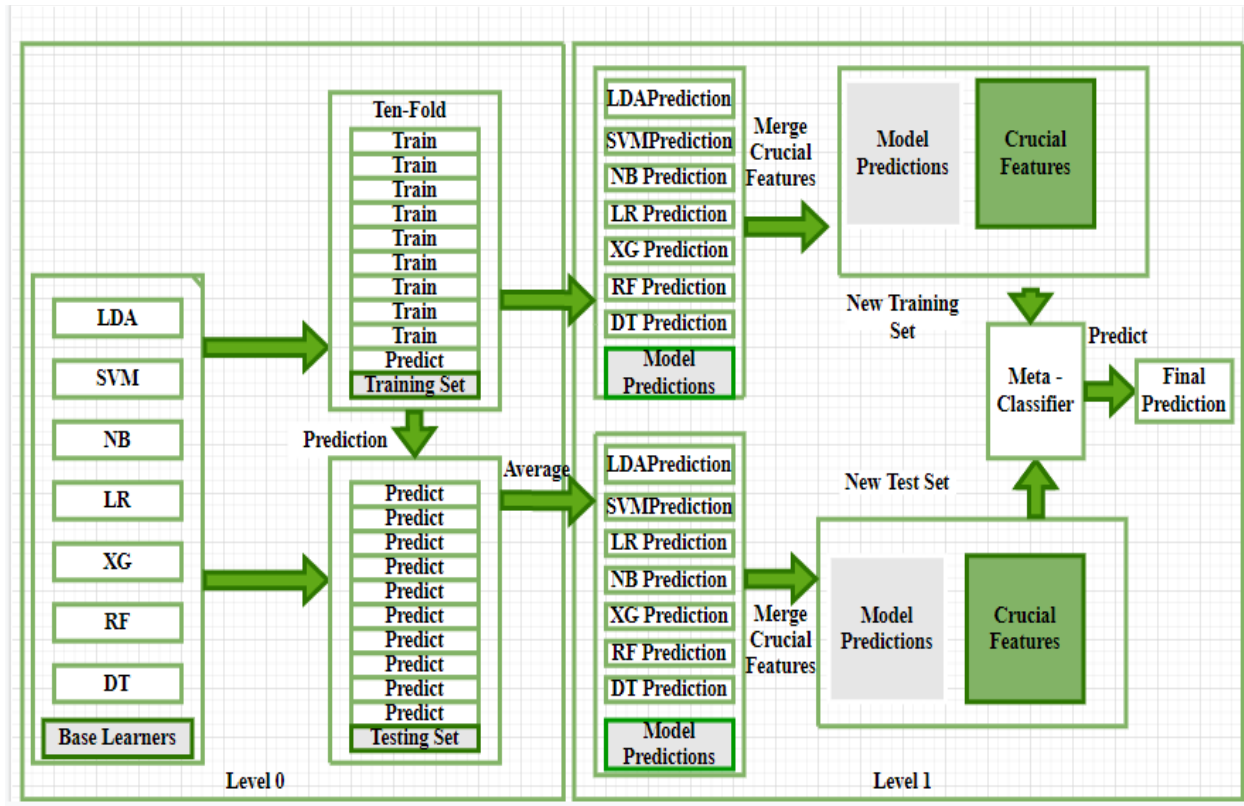 LDA
SVM
NB
LR
XG
RF
DT
Base Learners
Ten-Fold
Train
Train
Train
Train
Train
Train
Train
Train
Train
Predict
Training Set
Prediction
Predict
Predict
Predict
Predict
Predict
Predict
Predict
Predict
Predict
Predict
Testing Set
Level 0
Average
LDAPrediction
SVMPrediction
NB Prediction
LR Prediction
XG Prediction
RF Prediction
DT Prediction
Model
Predictions
Merge
Crucial
Features
Model
Predictions
Crucial
Features
New Training
Set
LDAPrediction
SVMPrediction
LR Prediction
NB Prediction
XG Prediction
RF Prediction
DT Prediction
Model
Predictions
Merge
Crucial
Features
Model
Predictions
Crucial
Features
New Test Set
Meta -
Classifier
Predict
Final
Prediction
Level 1